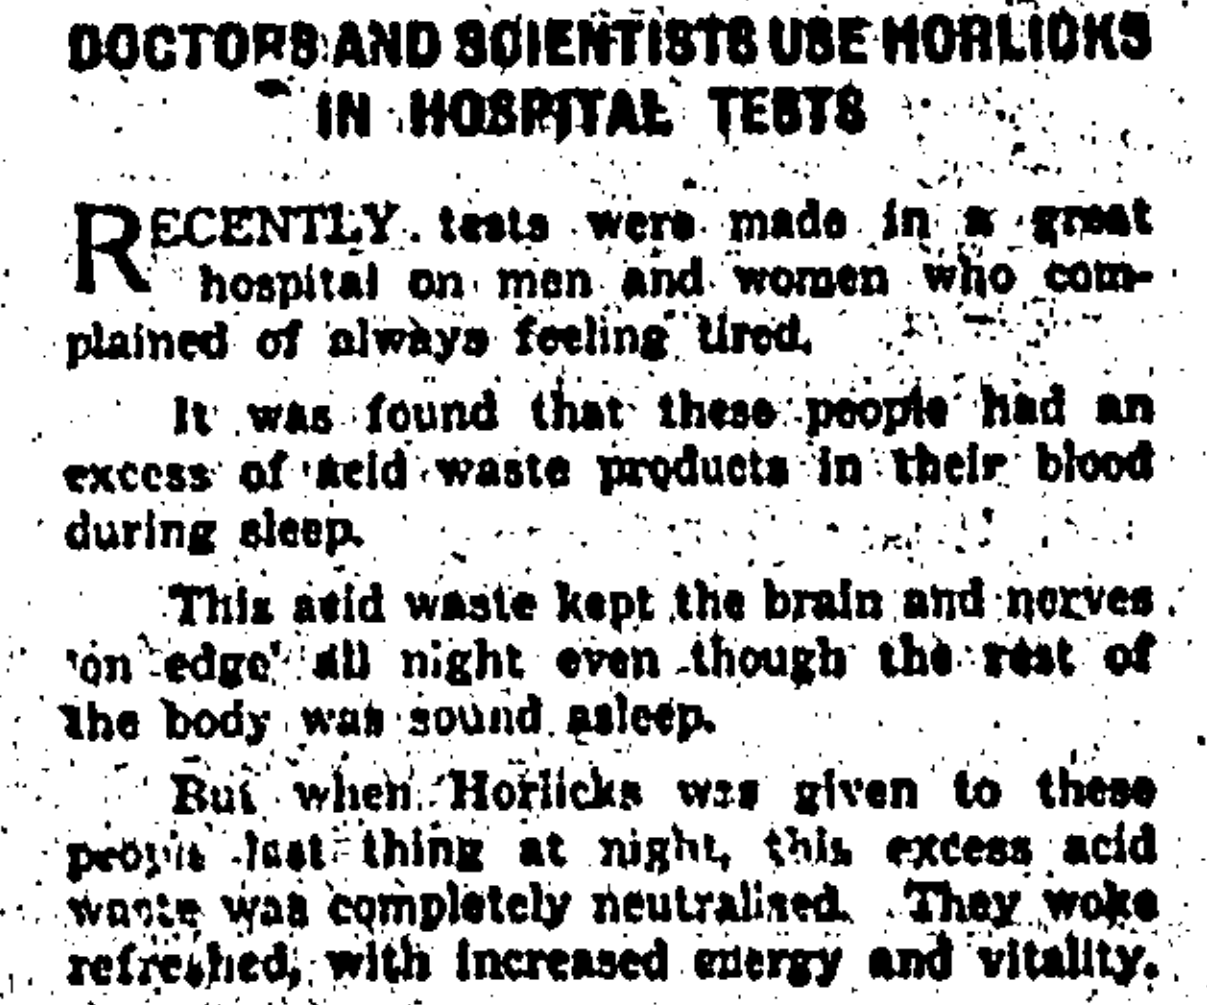 DOCTORS AND SCIENTISTS USE HORLICKS
IN HOSPITAL TESTS
RECENTLY tests were made in a great
hospital on men and women who com-
plained of always feeling tired.
It was found that these people had an
excess of acid waste products in their blood
during sleep.
This acid waste kept the brain and nerves
'on edge' all night even though the rest of
the body was sound asleep.
But when Horlicks was given to these
people last thing at night, this excess acid
waste was completely neutralised. They woke
refreshed, with increased energy and vitality.